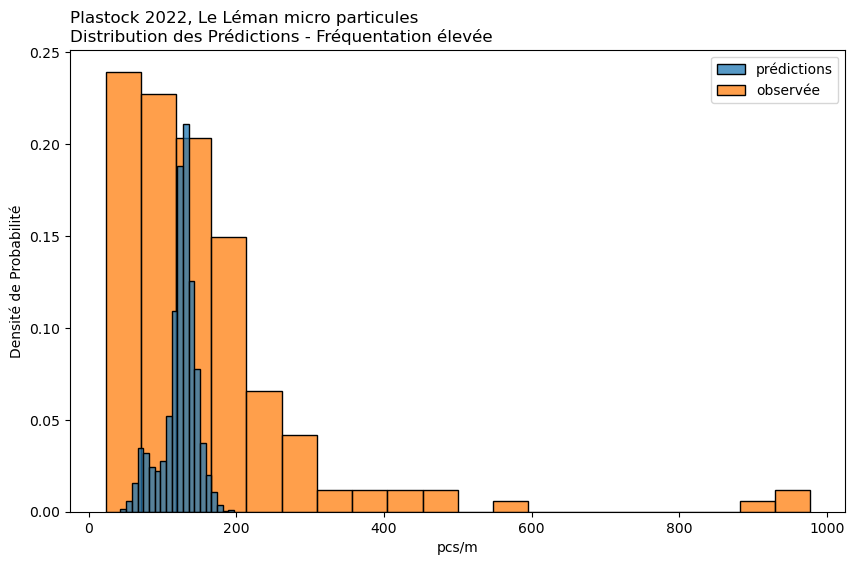 Plastock 2022, Le Léman micro particules
Distribution des Prédictions - Fréquentation élevée
prédictions
observée
Densité de Probabilité
0.25
0.20
0.15
0.10
0.05
0.00
0
200
400
600
800
1000
pcs/m